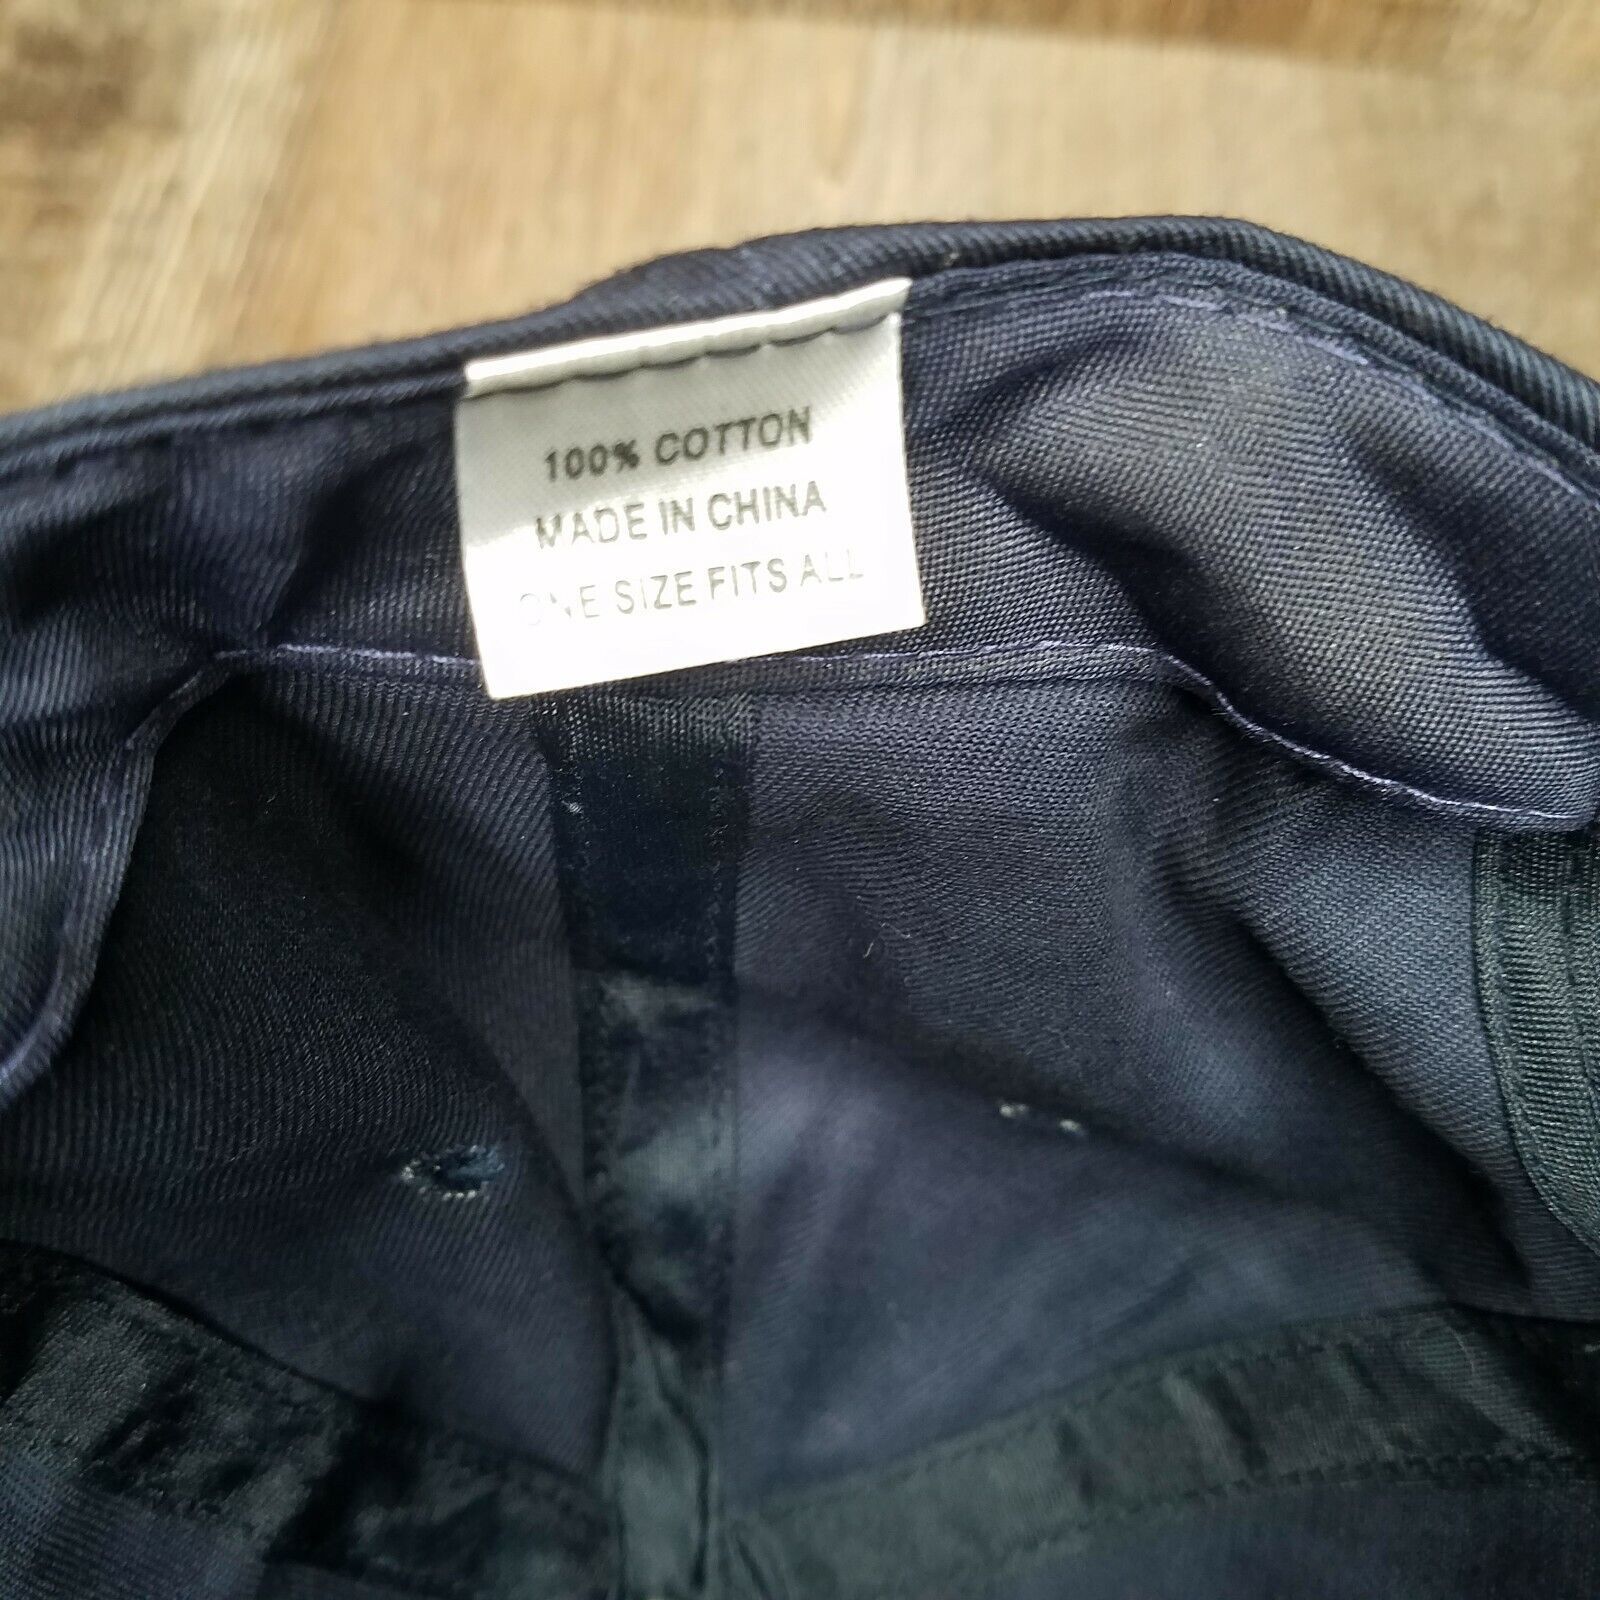 100% COTTON
MADE IN CHINA
ONE SIZE FITS ALL